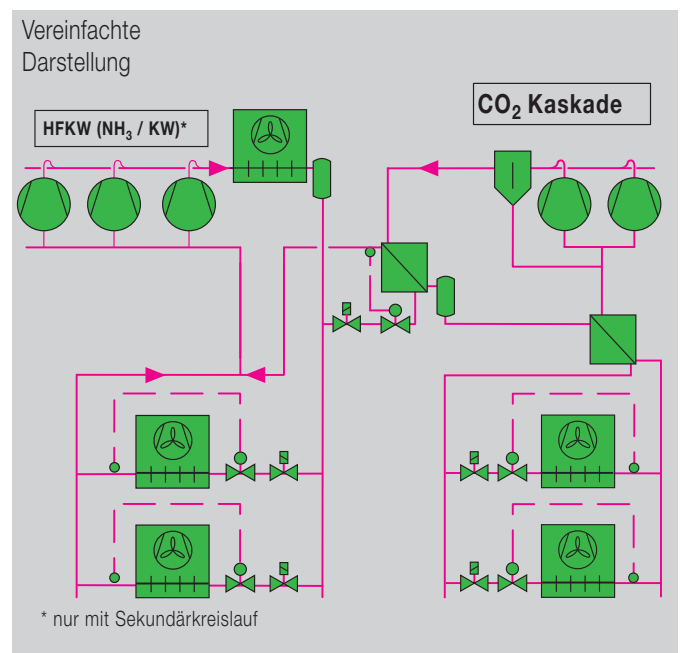 Vereinfachte
Darstellung
HFKW (NH₃ / KW)*
CO₂ Kaskade
* nur mit Sekundärkreislauf